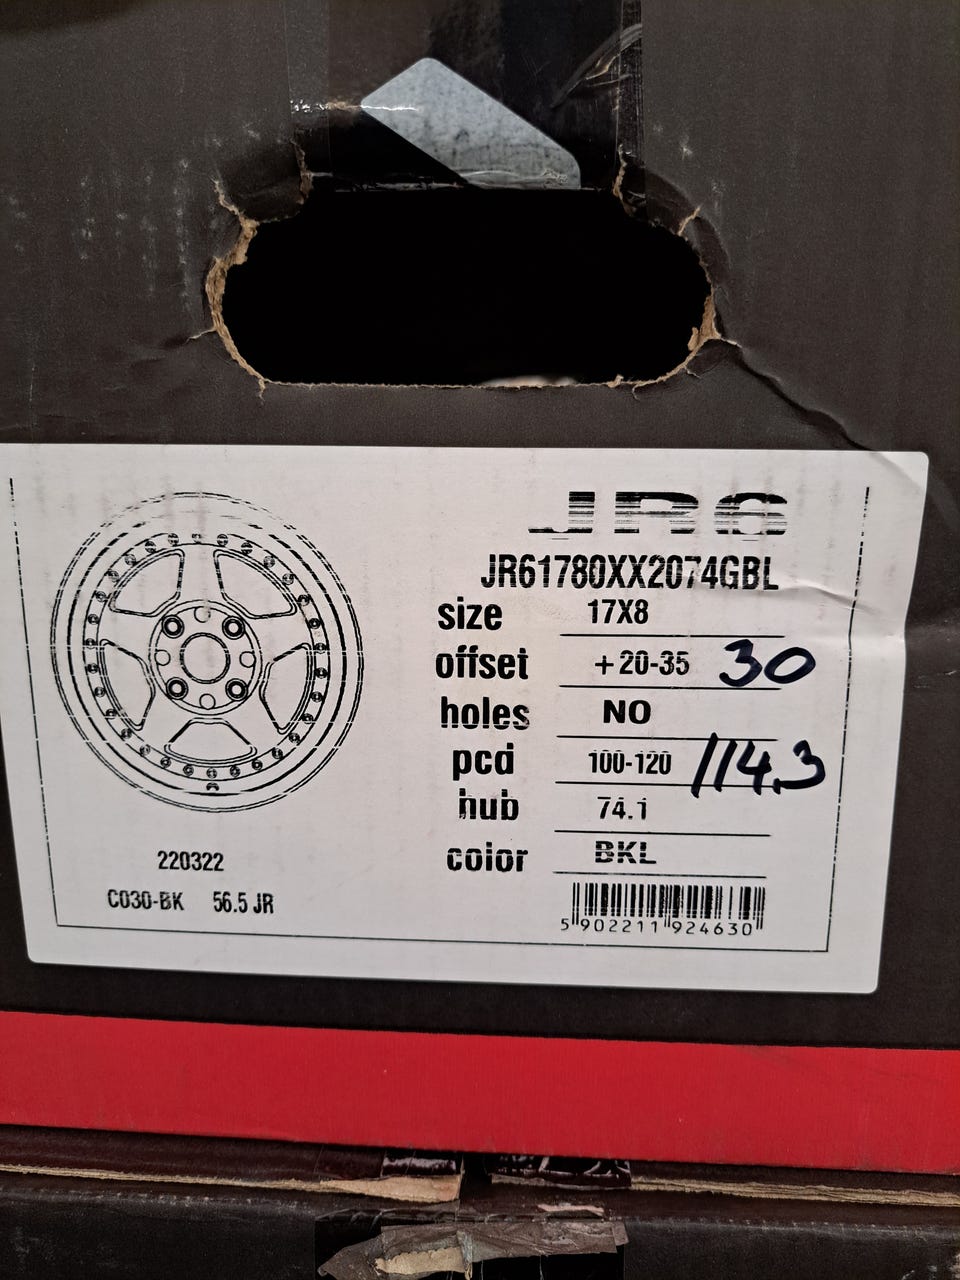 JR6
JR61780XX2074GBL
size 17X8
offset +20-35 30
holes NO
pcd 100-120 114,3
hub 74.1
color BKL
220322
C030-BK 56.5 JR
5 902211 924630